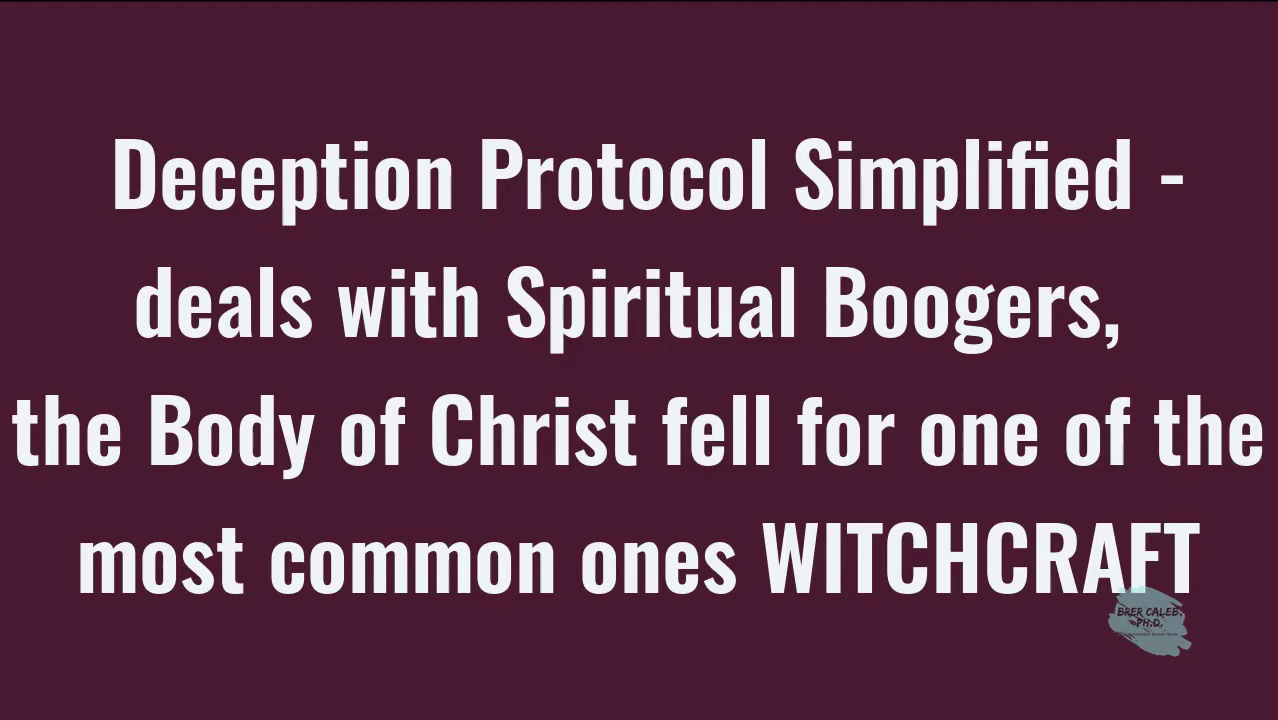 Deception Protocol Simplified -
deals with Spiritual Boogers,
the Body of Christ fell for one of the
most common ones WITCHCRAFT
BRER CALEB,
PH.D.